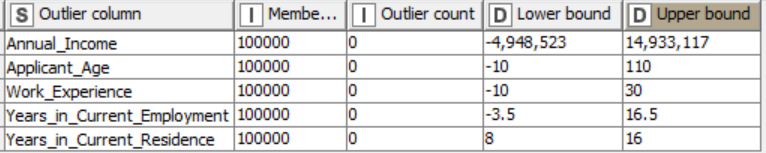 S Outlier column I Membe... I Outlier count D Lower bound D Upper bound
Annual_Income 100000 0 -4,948,523 14,933,117
Applicant_Age 100000 0 -10 110
Work_Experience 100000 0 -10 30
Years_in_Current_Employment 100000 0 -3.5 16.5
Years_in_Current_Residence 100000 0 8 16